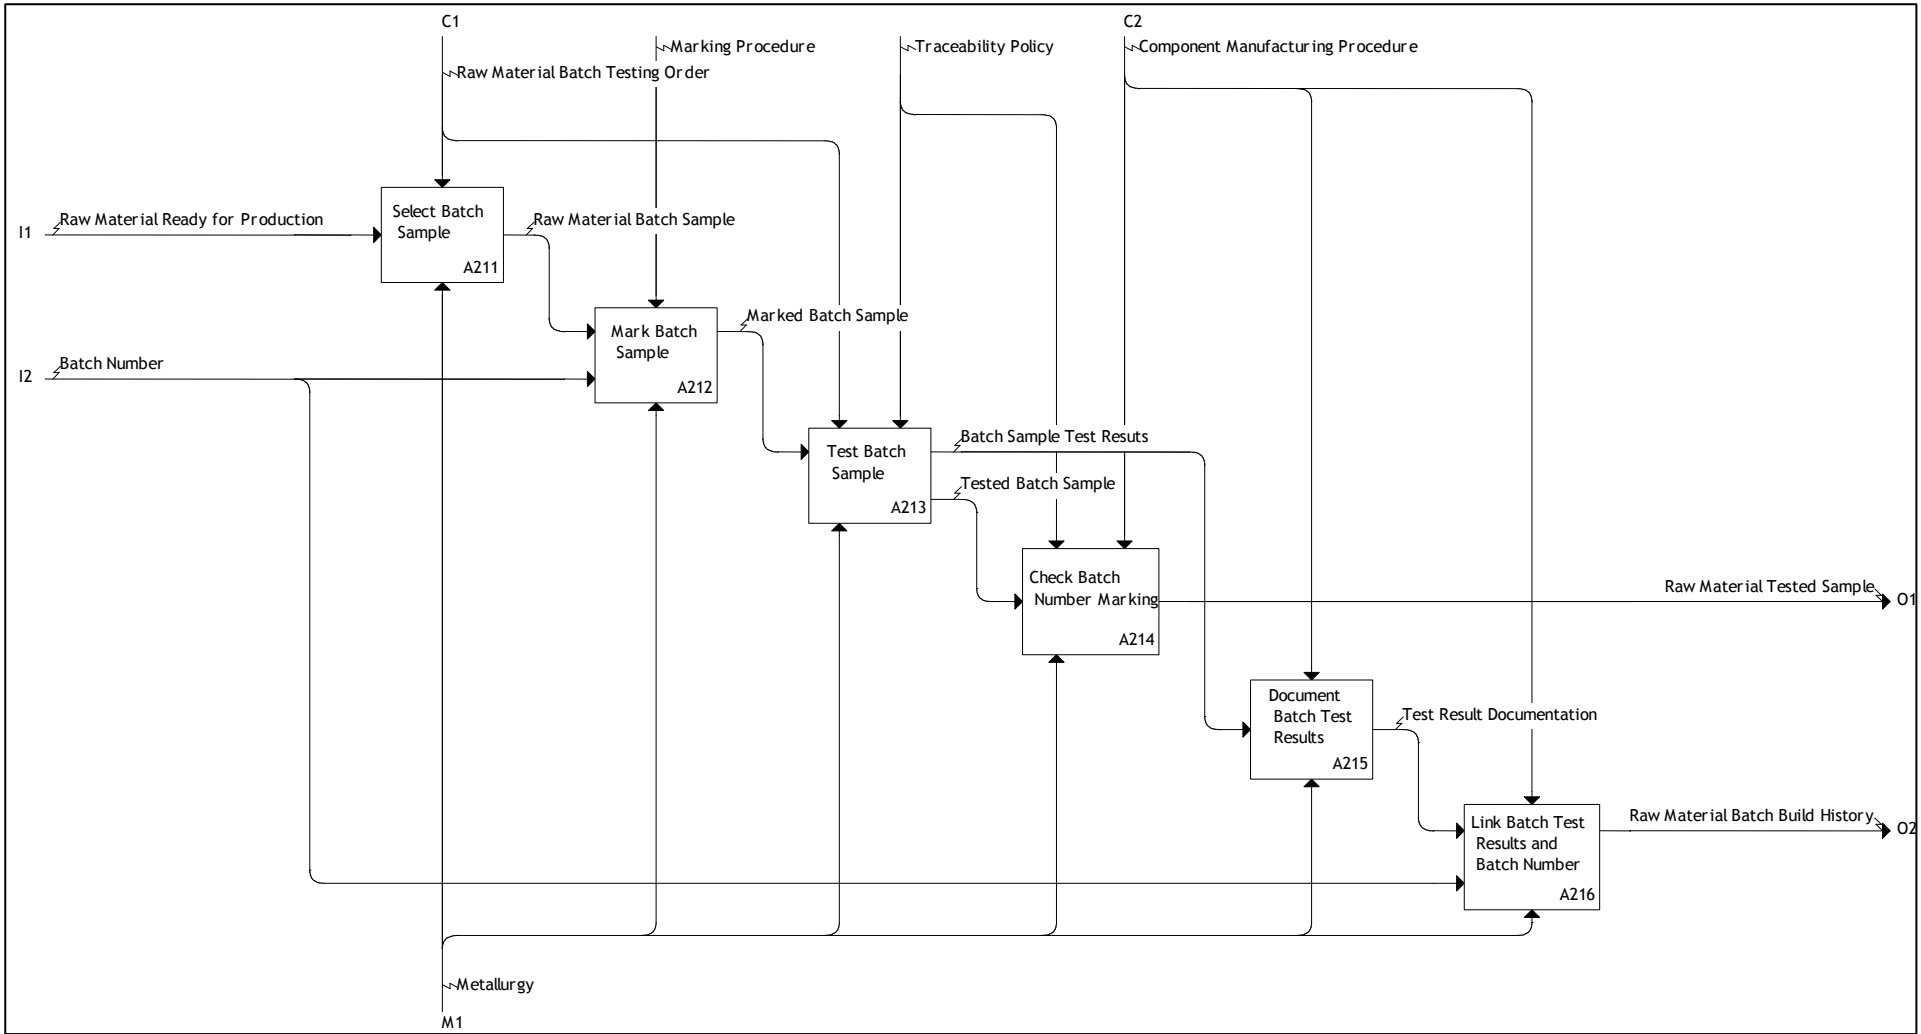 C1
C2
Marking Procedure
Traceability Policy
Component Manufacturing Procedure
Raw Material Batch Testing Order
Select Batch
Sample
A211
I1
Raw Material Ready for Production
Raw Material Batch Sample
Mark Batch
Sample
A212
Marked Batch Sample
I2
Batch Number
Test Batch
Sample
A213
Batch Sample Test Resuts
Tested Batch Sample
Check Batch
Number Marking
A214
Raw Material Tested Sample
O1
Document
Batch Test
Results
A215
Test Result Documentation
Link Batch Test
Results and
Batch Number
A216
Raw Material Batch Build History
O2
Metallurgy
M1